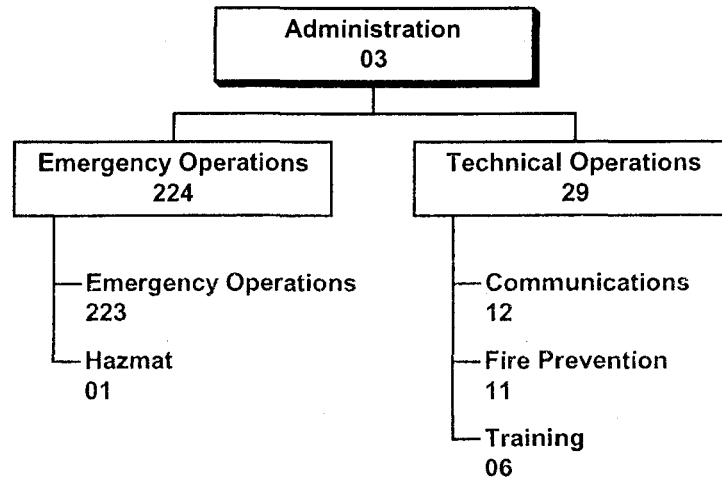 Administration
03
Emergency Operations
224
Technical Operations
29
Emergency Operations
223
Hazmat
01
Communications
12
Fire Prevention
11
Training
06